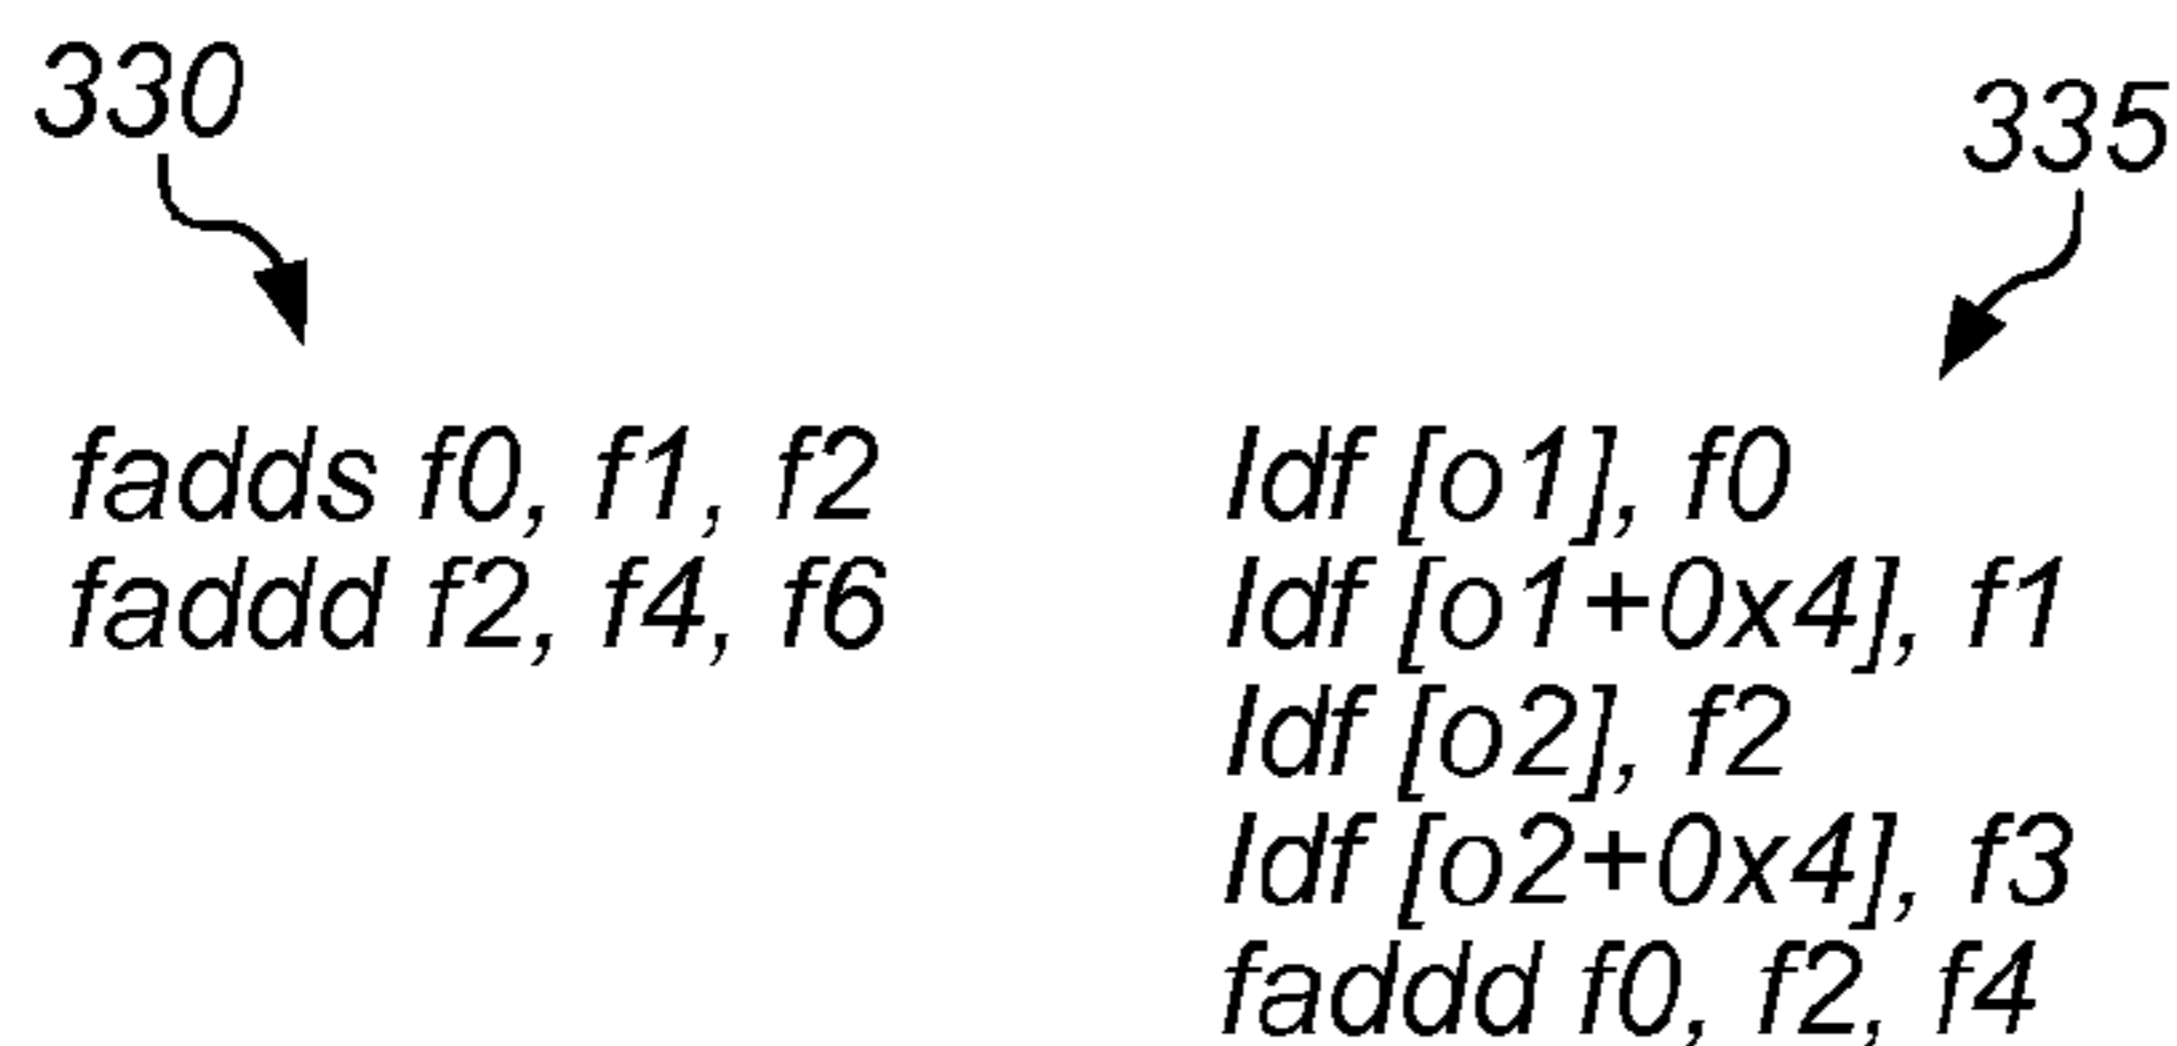 330
fadds f0, f1, f2
faddd f2, f4, f6
335
ldf [o1], f0
ldf [o1+0x4], f1
ldf [o2], f2
ldf [o2+0x4], f3
faddd f0, f2, f4